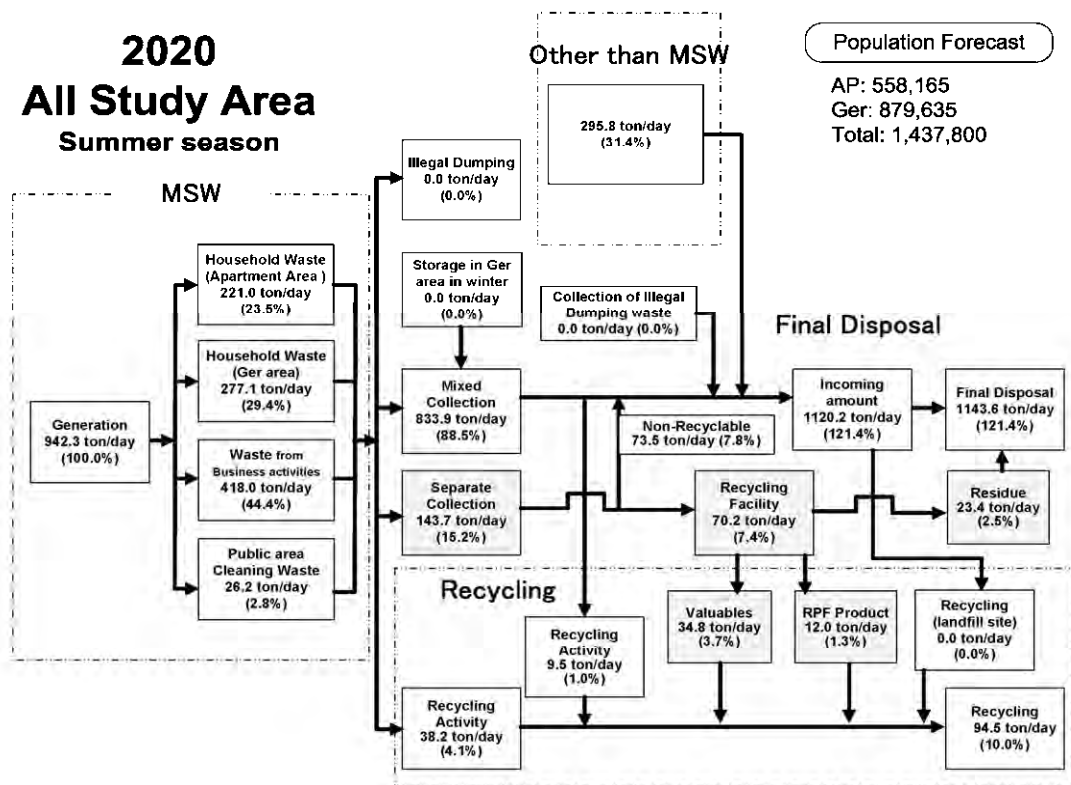 2020
All Study Area
Summer season
Other than MSW
295.8 ton/day
(31.4%)
Population Forecast
AP: 558,165
Ger: 879,635
Total: 1,437,800
MSW
Illegal Dumping
0.0 ton/day
(0.0%)
Household Waste
(Apartment Area )
221.0 ton/day
(23.5%)
Storage in Ger
area in winter
0.0 ton/day
(0.0%)
Collection of Illegal
Dumping waste
0.0 ton/day (0.0%)
Final Disposal
Household Waste
(Ger area)
277.1 ton/day
(29.4%)
Mixed
Collection
833.9 ton/day
(88.5%)
Incoming
amount
1120.2 ton/day
(121.4%)
Final Disposal
1143.6 ton/day
(121.4%)
Generation
942.3 ton/day
(100.0%)
Non-Recyclable
73.5 ton/day (7.8%)
Waste from
Business activities
418.0 ton/day
(44.4%)
Separate
Collection
143.7 ton/day
(15.2%)
Recycling
Facility
70.2 ton/day
(7.4%)
Residue
23.4 ton/day
(2.5%)
Public area
Cleaning Waste
26.2 ton/day
(2.8%)
Recycling
Recycling
Activity
9.5 ton/day
(1.0%)
Valuables
34.8 ton/day
(3.7%)
RPF Product
12.0 ton/day
(1.3%)
Recycling
(landfill site)
0.0 ton/day
(0.0%)
Recycling
Activity
38.2 ton/day
(4.1%)
Recycling
94.5 ton/day
(10.0%)